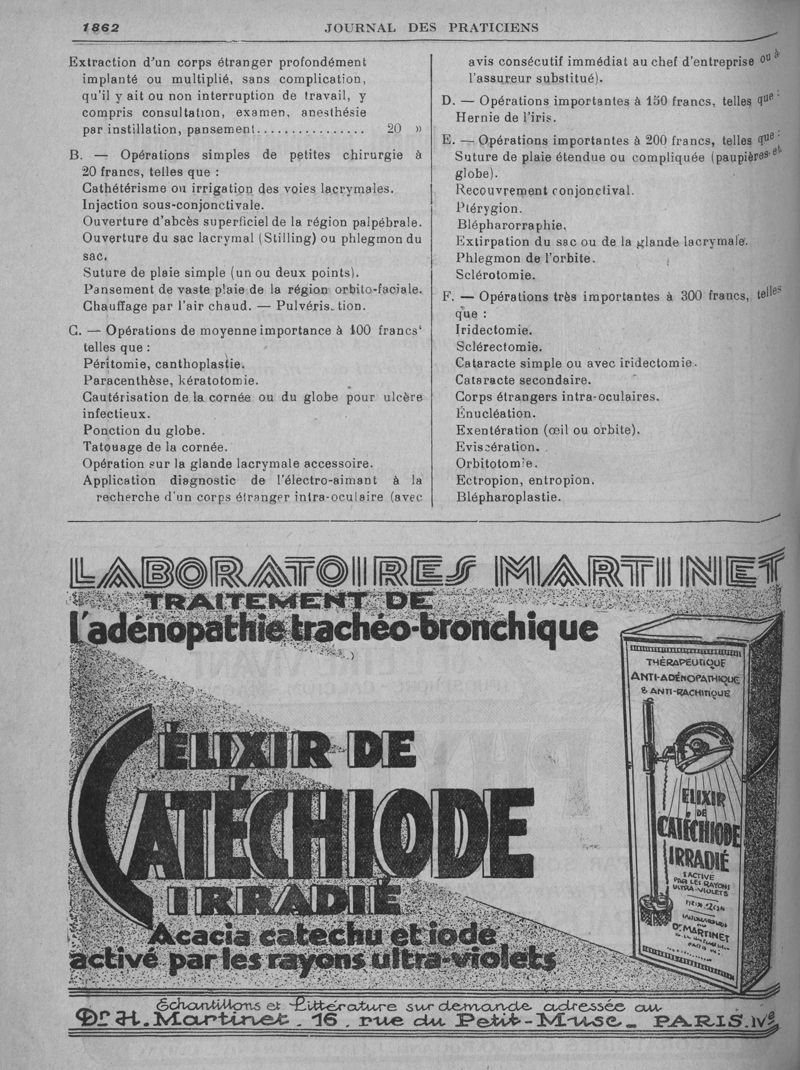 1862
JOURNAL DES PRATICIENS
Extraction d'un corps étranger profondément
implanté ou multiplié, sans complication,
qu'il y ait ou non interruption de travail, y
compris consultation, examen, anesthésie
par instillation, pansement................ 20 »
B. — Opérations simples de petites chirurgie à
20 francs, telles que :
Cathétérisme ou irrigation des voies lacrymales.
Injection sous-conjonctivale.
Ouverture d'abcès superficiel de la région palpébrale.
Ouverture du sac lacrymal (Stilling) ou phlegmon du
sac.
Suture de plaie simple (un ou deux points).
Pansement de vaste plaie de la région orbito-faciale.
Chauffage par l'air chaud. — Pulvéris tion.
C. — Opérations de moyenne importance à 100 francs'
telles que :
Péritomie, canthoplastie.
Paracenthèse, kératotomie.
Cautérisation de la cornée ou du globe pour ulcère
infectieux.
Ponction du globe.
Tatouage de la cornée.
Opération sur la glande lacrymale accessoire.
Application diagnostic de l'électro-aimant à la
recherche d'un corps étranger intra-oculaire (avec
avis consécutif immédiat au chef d'entreprise ou à
l'assureur substitué).
D. — Opérations importantes à 150 francs, telles que :
Hernie de l'iris.
E. — Opérations importantes à 200 francs, telles que :
Suture de plaie étendue ou compliquée (paupières et
globe).
Recouvrement conjonctival.
Ptérygion.
Blépharorraphie.
Extirpation du sac ou de la glande lacrymale.
Phlegmon de l'orbite.
Sclérotomie.
F. — Opérations très importantes à 300 francs, telles
que :
Iridectomie.
Sclérectomie.
Cataracte simple ou avec iridectomie.
Cataracte secondaire.
Corps étrangers intra-oculaires.
Énucléation.
Exentération (œil ou orbite).
Eviscération.
Orbitotomie.
Ectropion, entropion.
Blépharoplastie.
LABORATOIRES MARTINET
TRAITEMENT DE
l'adénopathie trachéo-bronchique
ÉLIXIR DE
CATÉCHIODE
IRRADIÉ
Acacia catechu et iode
activé par les rayons ultra-violets
THÉRAPEUTIQUE
ANTI-ADÉNOPATHIQUE
& ANTI-RACHITIQUE
ELIXIR
DE
CATÉCHIODE
IRRADIÉ
ACTIVÉ
PAR LES RAYONS
ULTRA-VIOLETS
Dr MARTINET
Échantillons et Littérature sur demande adressée au
Dr H. Martinet. 16, rue du Petit-Musc_ PARIS. IVe